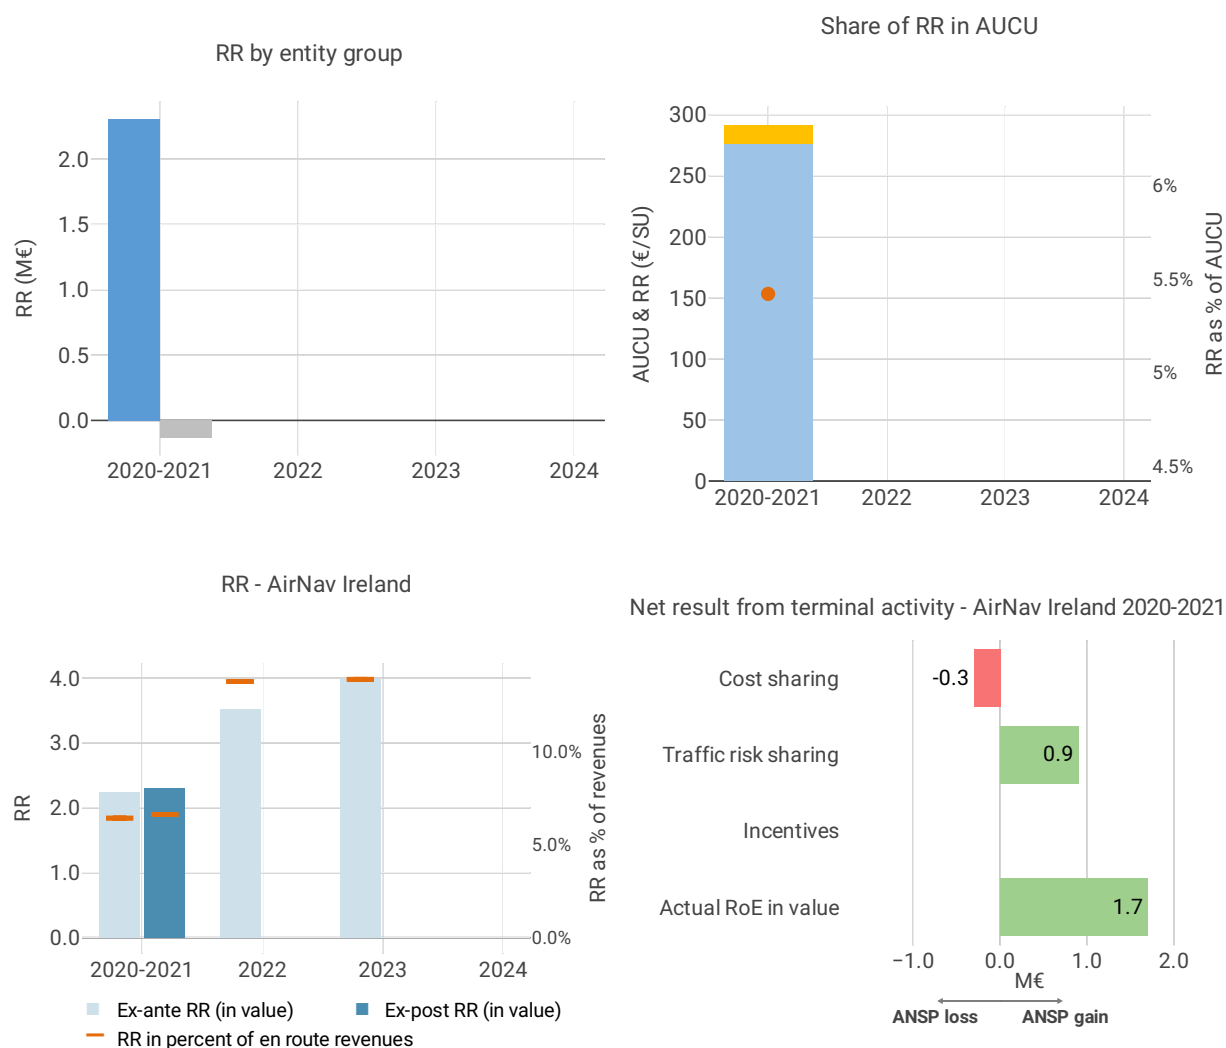 RR by entity group
RR (M€)
2.0
1.5
1.0
0.5
0.0
2020-2021 2022 2023 2024
Share of RR in AUCU
AUCU & RR (€/SU)
300
250
200
150
100
50
0
6%
5.5%
5%
4.5%
RR as % of AUCU
2020-2021 2022 2023 2024
RR - AirNav Ireland
RR
4.0
3.0
2.0
1.0
0.0
10.0%
5.0%
0.0%
RR as % of revenues
2020-2021 2022 2023 2024
Ex-ante RR (in value) Ex-post RR (in value)
RR in percent of en route revenues
Net result from terminal activity - AirNav Ireland 2020-2021
Cost sharing -0.3
Traffic risk sharing 0.9
Incentives
Actual RoE in value 1.7
−1.0 0.0 1.0 2.0
M€
ANSP loss ANSP gain